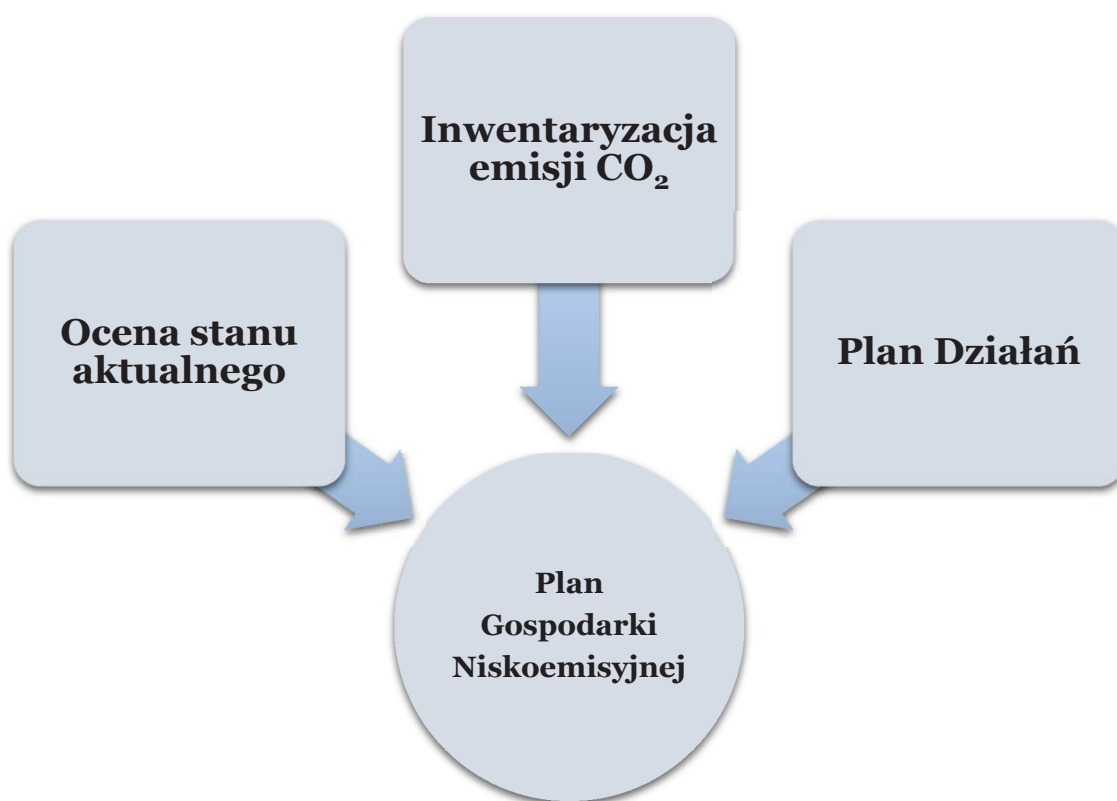 Inwentaryzacja
emisji CO₂
Ocena stanu
aktualnego
Plan Działań
Plan
Gospodarki
Niskoemisyjnej